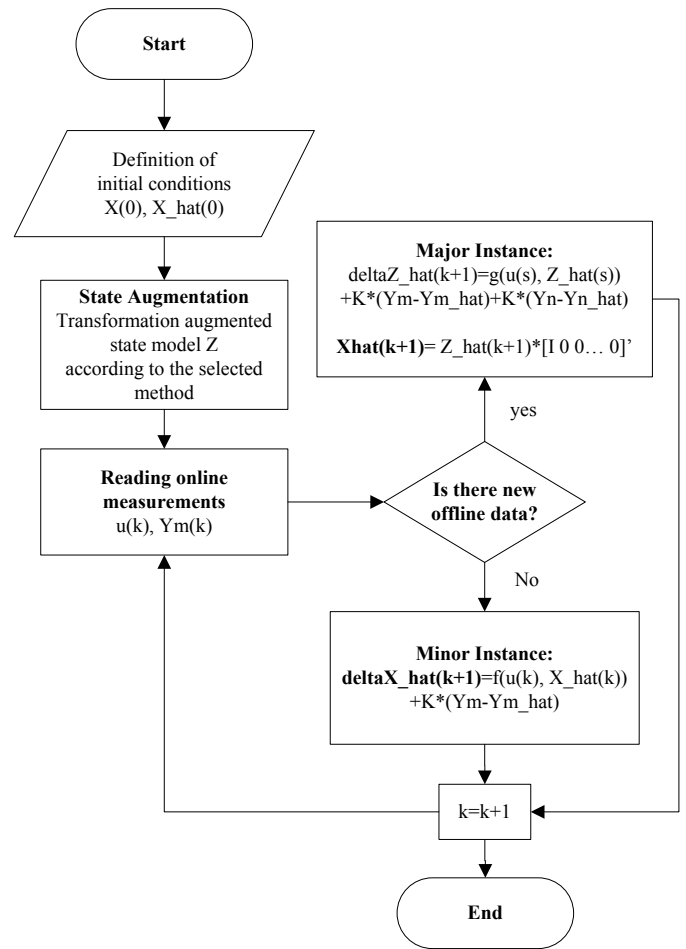 Start
Definition of
initial conditions
X(0), X_hat(0)
State Augmentation
Transformation augmented
state model Z
according to the selected
method
Reading online
measurements
u(k), Ym(k)
Major Instance:
deltaZ_hat(k+1)=g(u(s), Z_hat(s))
+K*(Ym-Ym_hat)+K*(Yn-Yn_hat)
Xhat(k+1)= Z_hat(k+1)*[I 0 0… 0]’
yes
Is there new
offline data?
No
Minor Instance:
deltaX_hat(k+1)=f(u(k), X_hat(k))
+K*(Ym-Ym_hat)
k=k+1
End